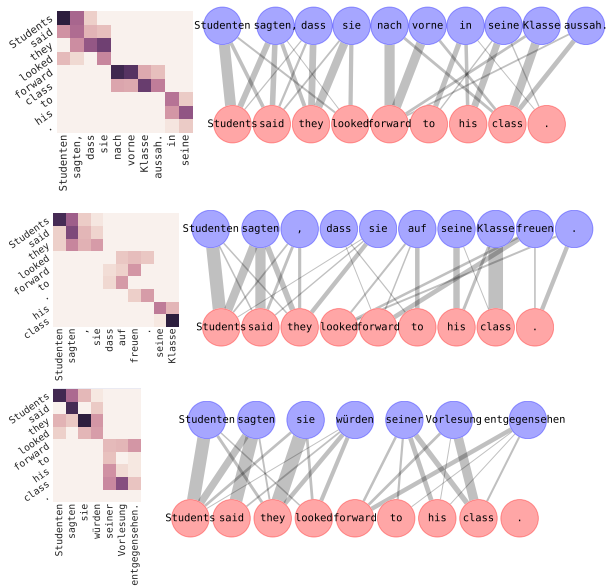 Students
said
they
looked
forward
class
to
his
.
Studenten
sagten,
dass
sie
nach
vorne
Klasse
aussah.
in
seine
Studenten sagten, dass sie nach vorne in seine Klasse aussah.
Students said they looked forward to his class .
Students
said
they
looked
forward
to
.
his
class
Studenten
sagten
,
sie
dass
auf
freuen
.
seine
Klasse
Studenten sagten , dass sie auf seine Klasse freuen .
Students said they looked forward to his class .
Students
said
they
looked
forward
to
his
class
.
Studenten
sagten
sie
würden
seiner
Vorlesung
entgegensehen.
Studenten sagten sie würden seiner Vorlesung entgegensehen
Students said they looked forward to his class .